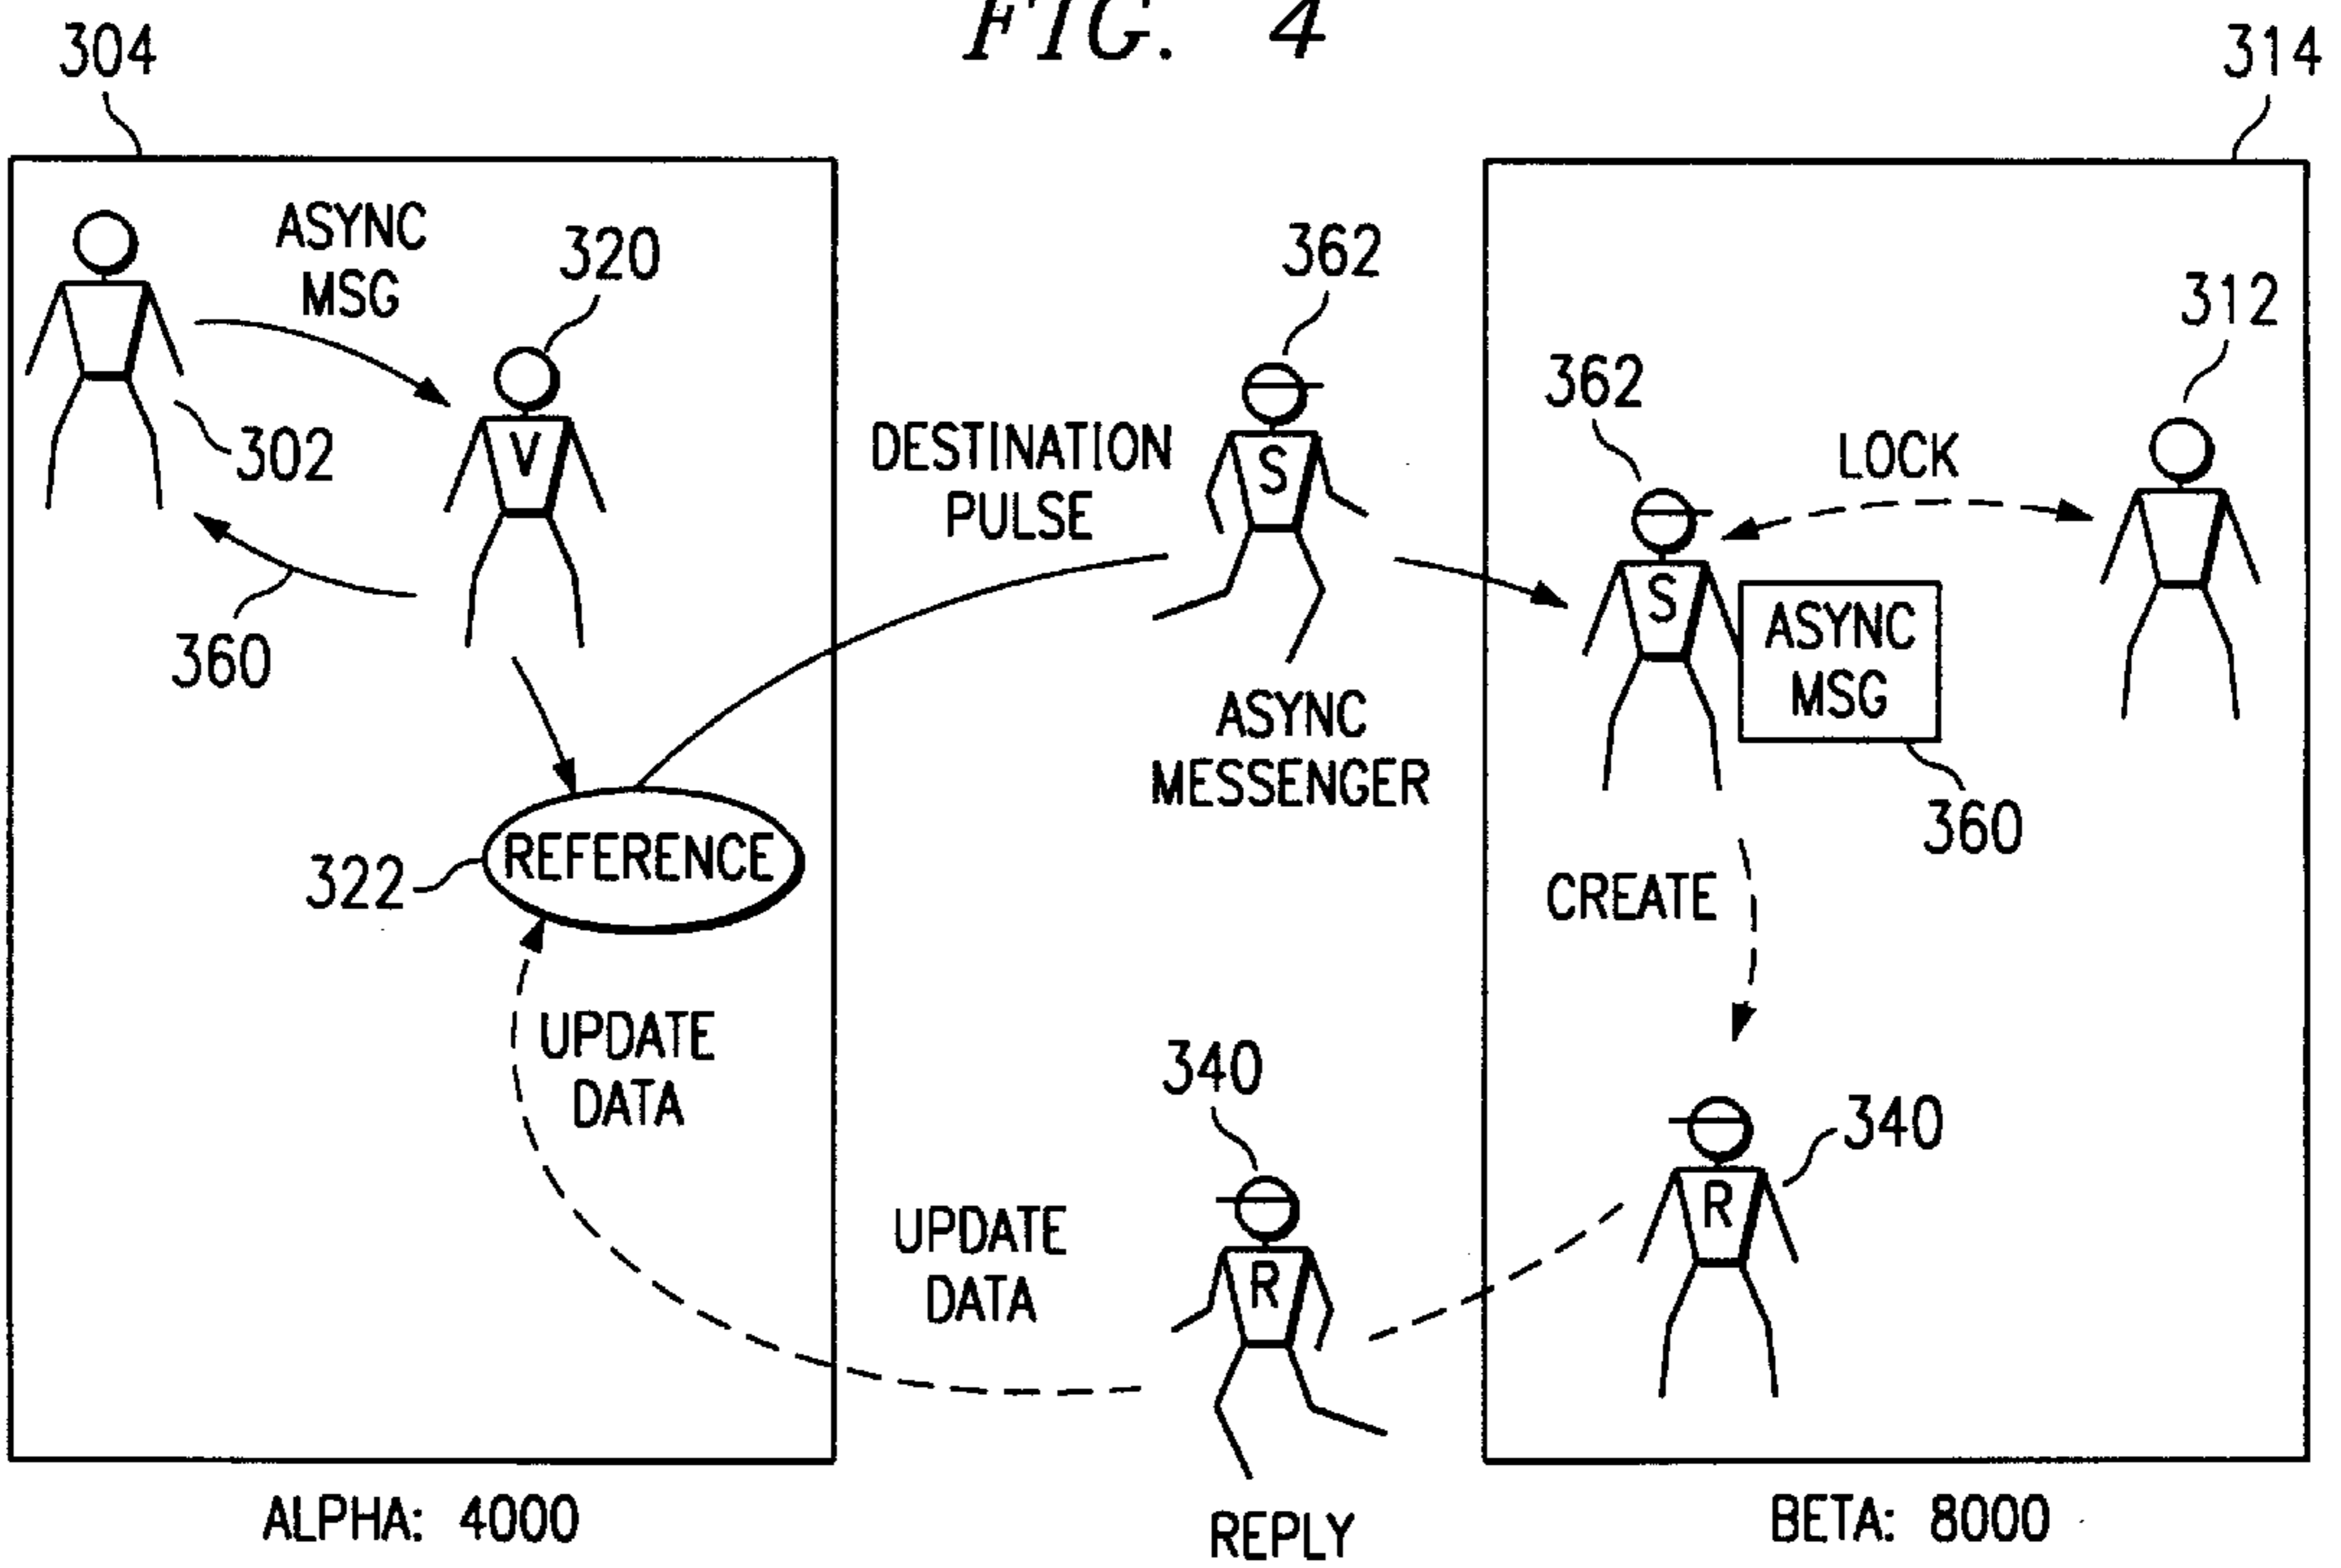 FIG. 4
304
314
ASYNC
MSG
320
302
V
360
362
DESTINATION
PULSE
S
ASYNC
MESSENGER
362
312
LOCK
S
ASYNC
MSG
360
322
REFERENCE
CREATE
UPDATE
DATA
340
UPDATE
DATA
R
340
R
ALPHA: 4000
REPLY
BETA: 8000